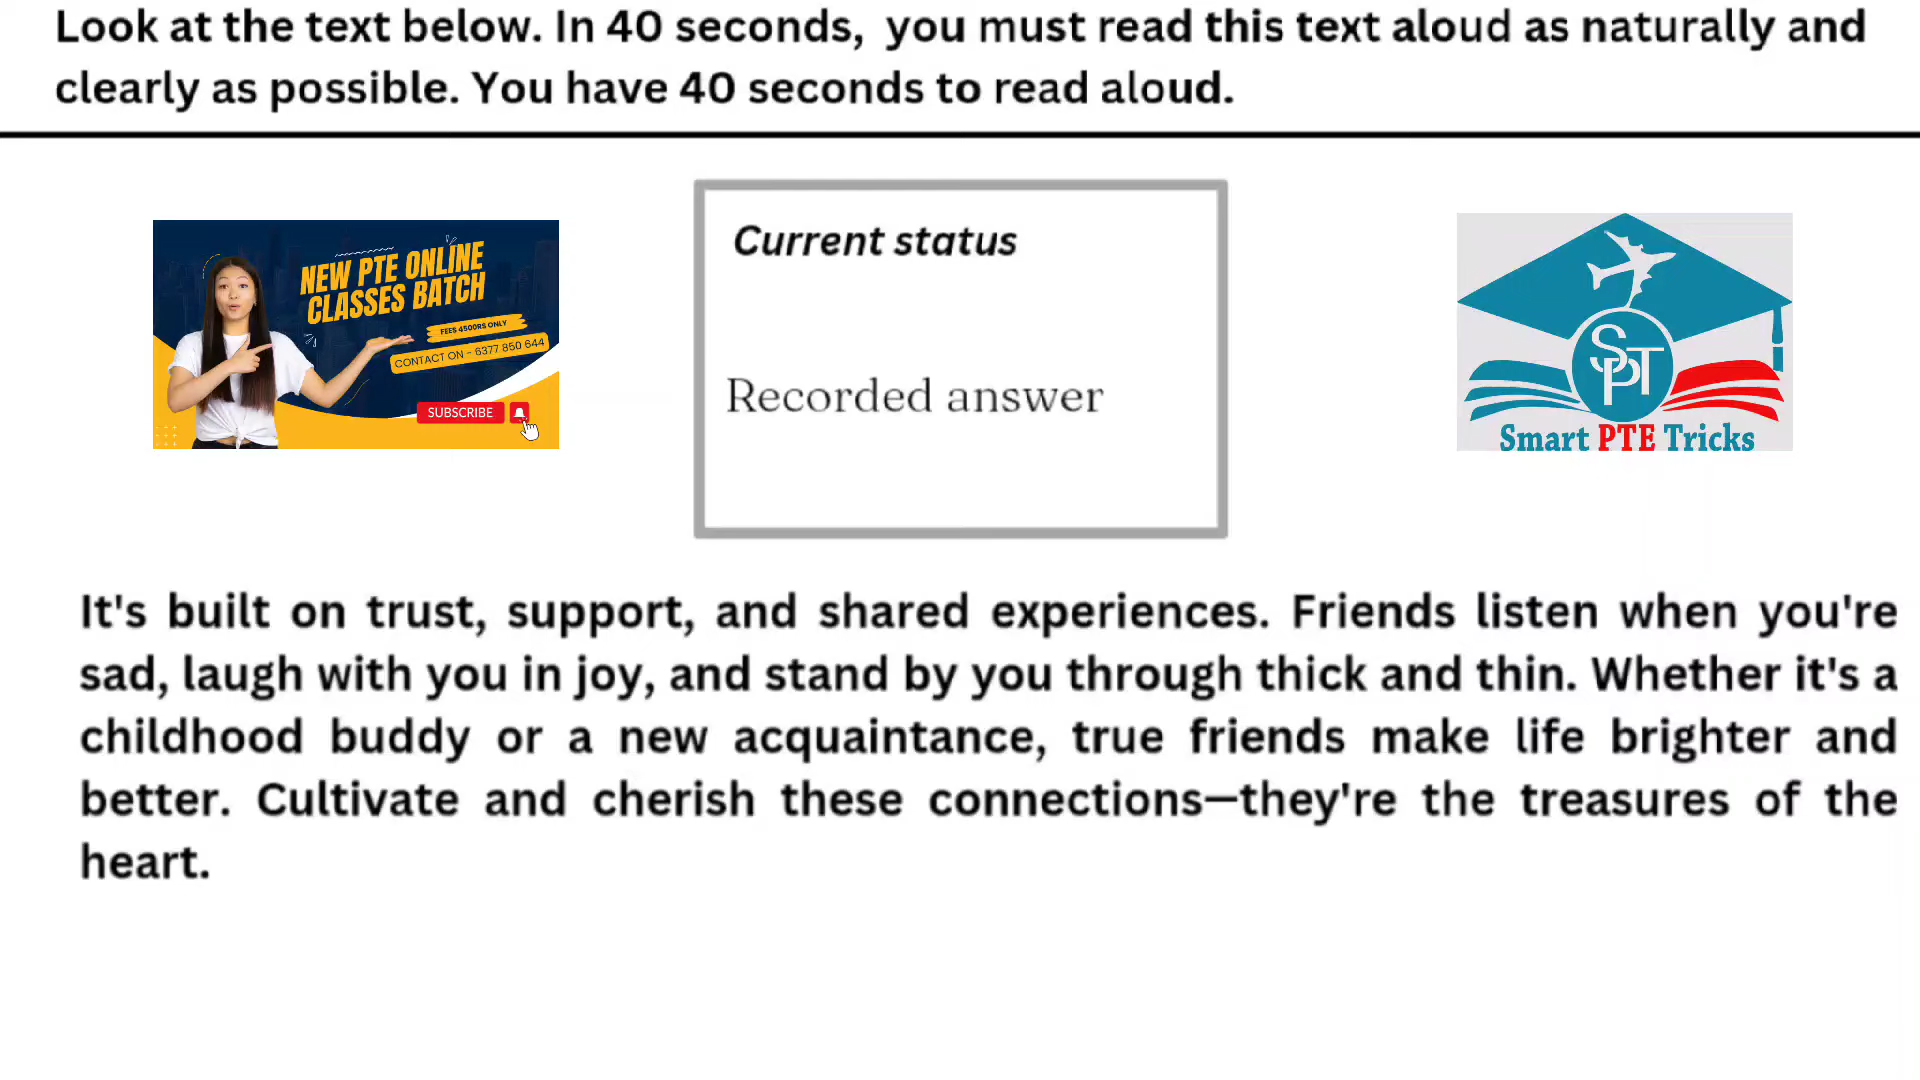 Look at the text below. In 40 seconds, you must read this text aloud as naturally and
clearly as possible. You have 40 seconds to read aloud.
NEW PTE ONLINE
CLASSES BATCH
FEES 4500RS ONLY
CONTACT ON - 6377 850 644
SUBSCRIBE
Current status
Recorded answer
SPT
Smart PTE Tricks
It's built on trust, support, and shared experiences. Friends listen when you're
sad, laugh with you in joy, and stand by you through thick and thin. Whether it's a
childhood buddy or a new acquaintance, true friends make life brighter and
better. Cultivate and cherish these connections—they're the treasures of the
heart.